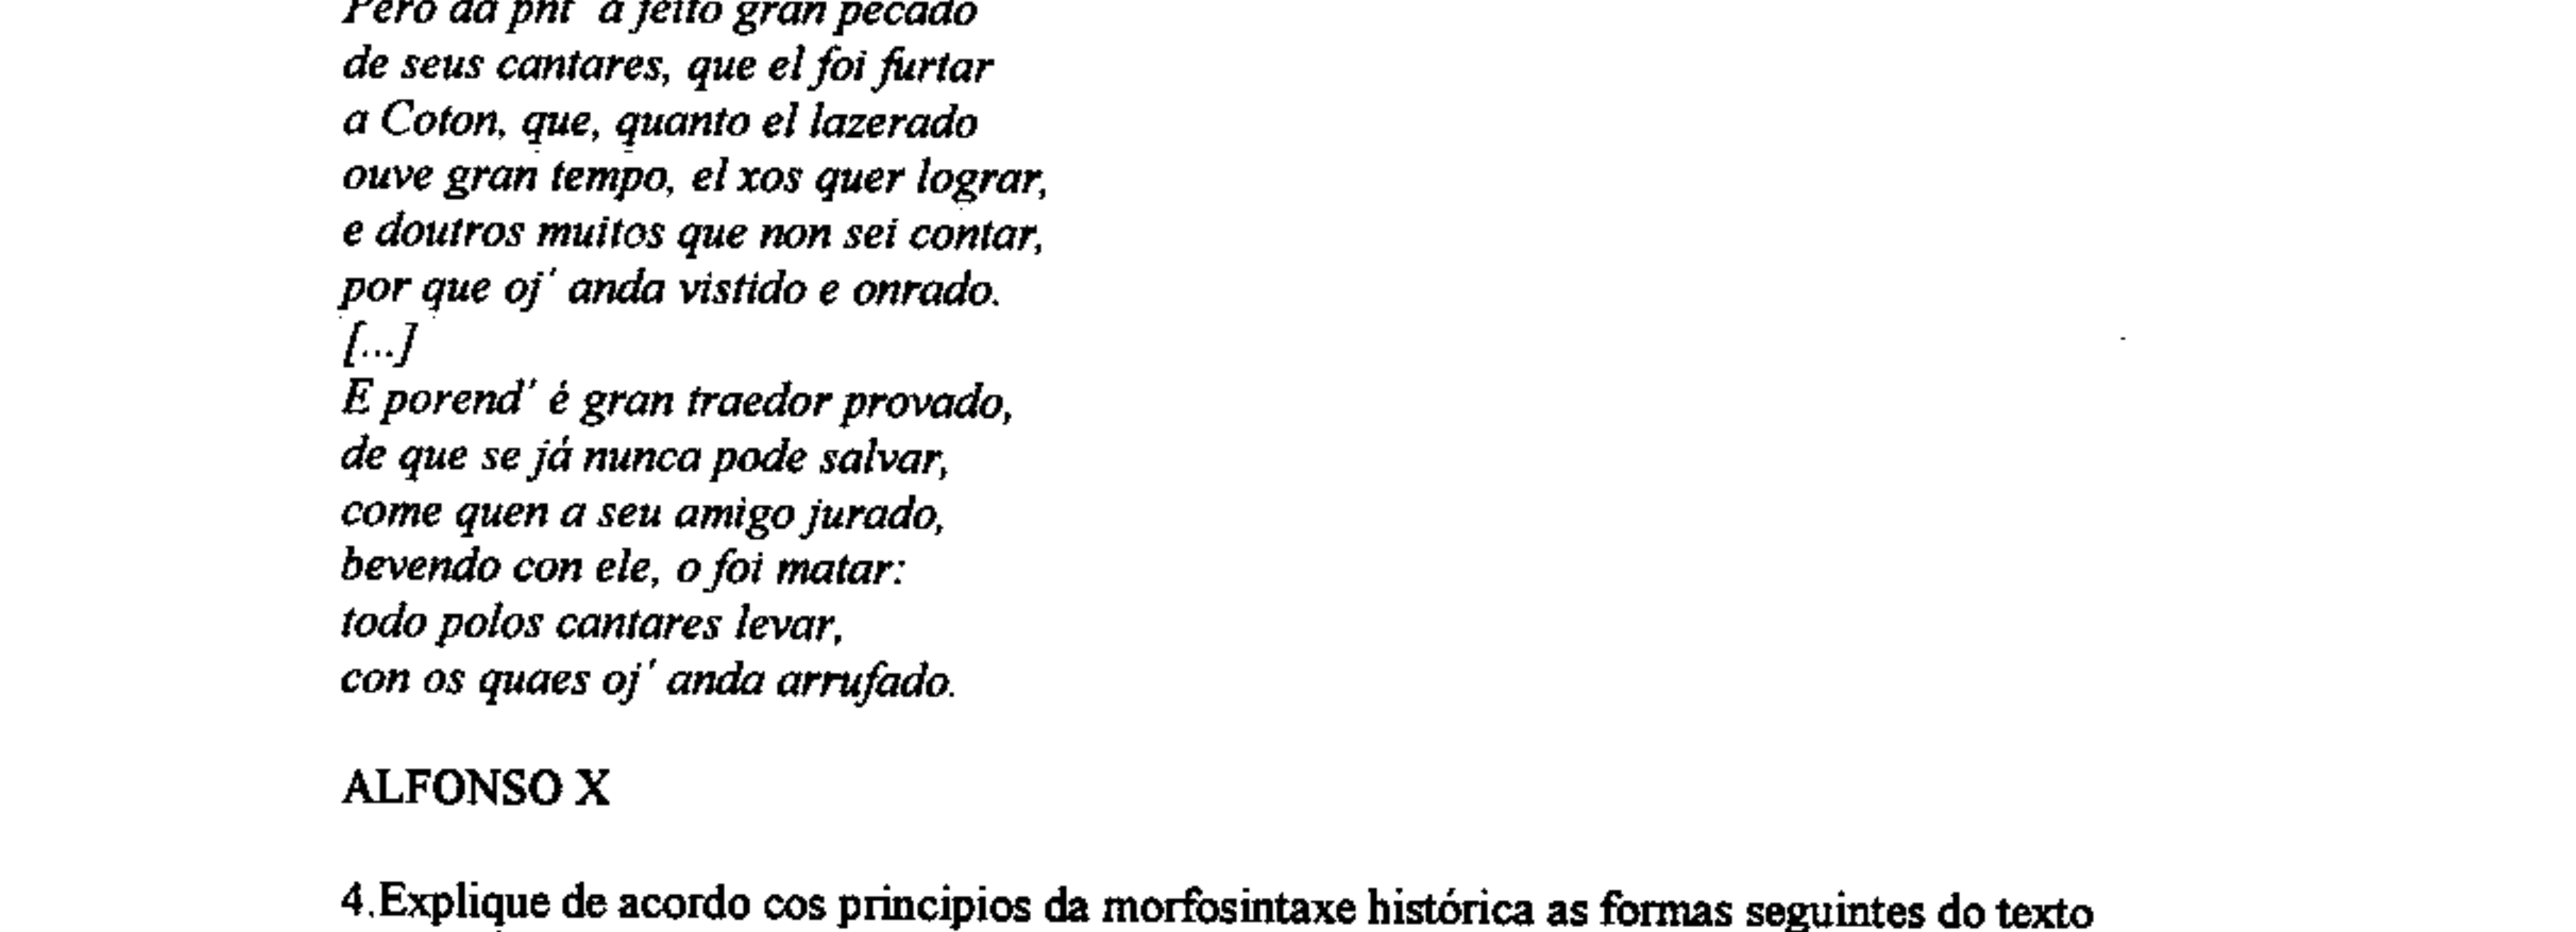 Pero da pnt' á feito gran pecado
de seus cantares, que el foi furtar
a Coton, que, quanto el lazerado
ouve gran tempo, el xos quer lograr,
e doutros muitos que non sei contar,
por que oj' anda vistido e onrado.
[...]
E porend' é gran traedor provado,
de que se já nunca pode salvar,
come quen a seu amigo jurado,
bevendo con ele, o foi matar:
todo polos cantares levar,
con os quaes oj' anda arrufado.
ALFONSO X
4.Explique de acordo cos principios da morfosintaxe histórica as formas seguintes do texto